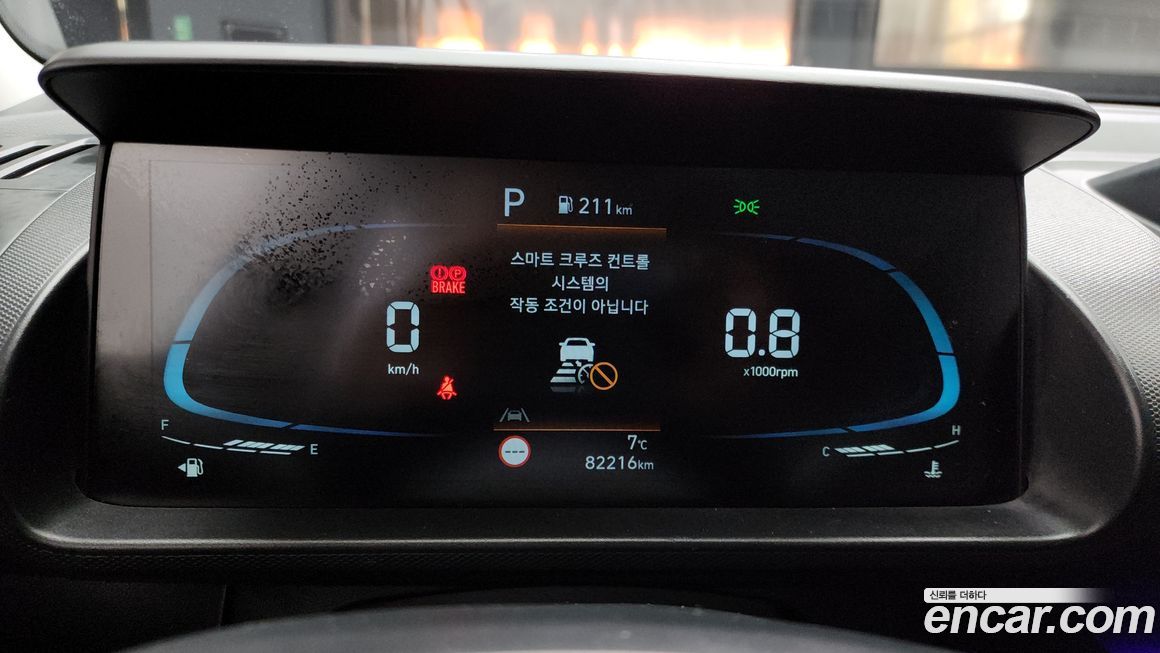 P 211km
스마트 크루즈 컨트롤
시스템의
작동 조건이 아닙니다
BRAKE
0
km/h
0.8
x1000rpm
F
E
C
H
---
7℃
82216km
신뢰를 더하다
encar.com